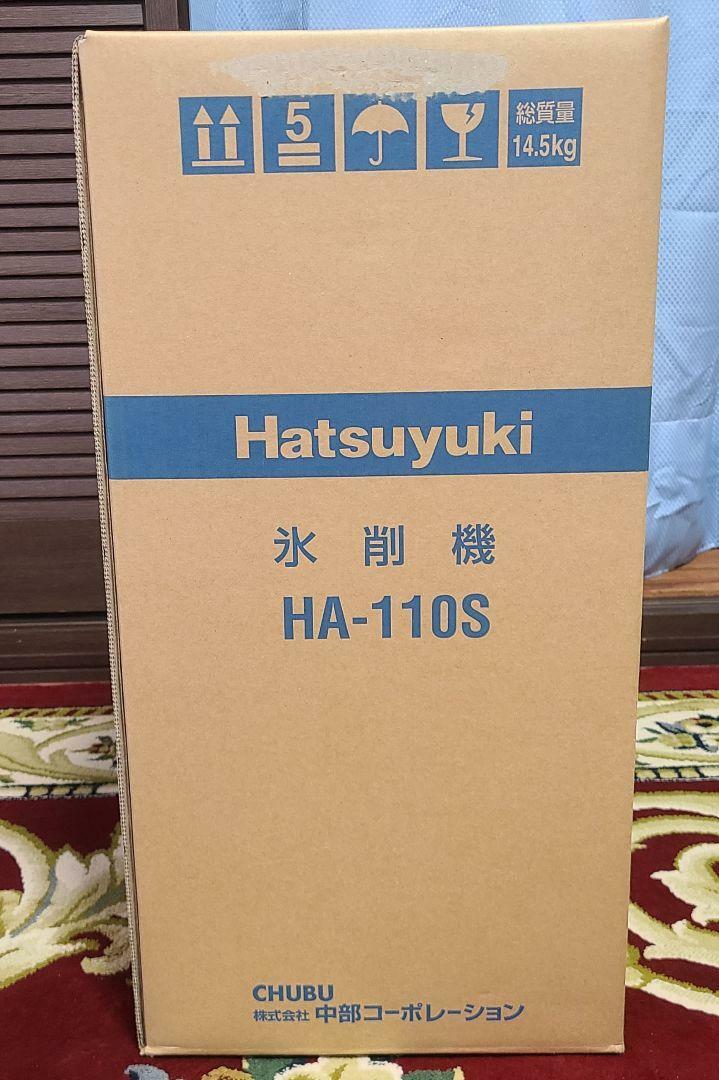 5
総質量
14.5kg
Hatsuyuki
氷削機
HA-110S
CHUBU
株式会社 中部コーポレーション